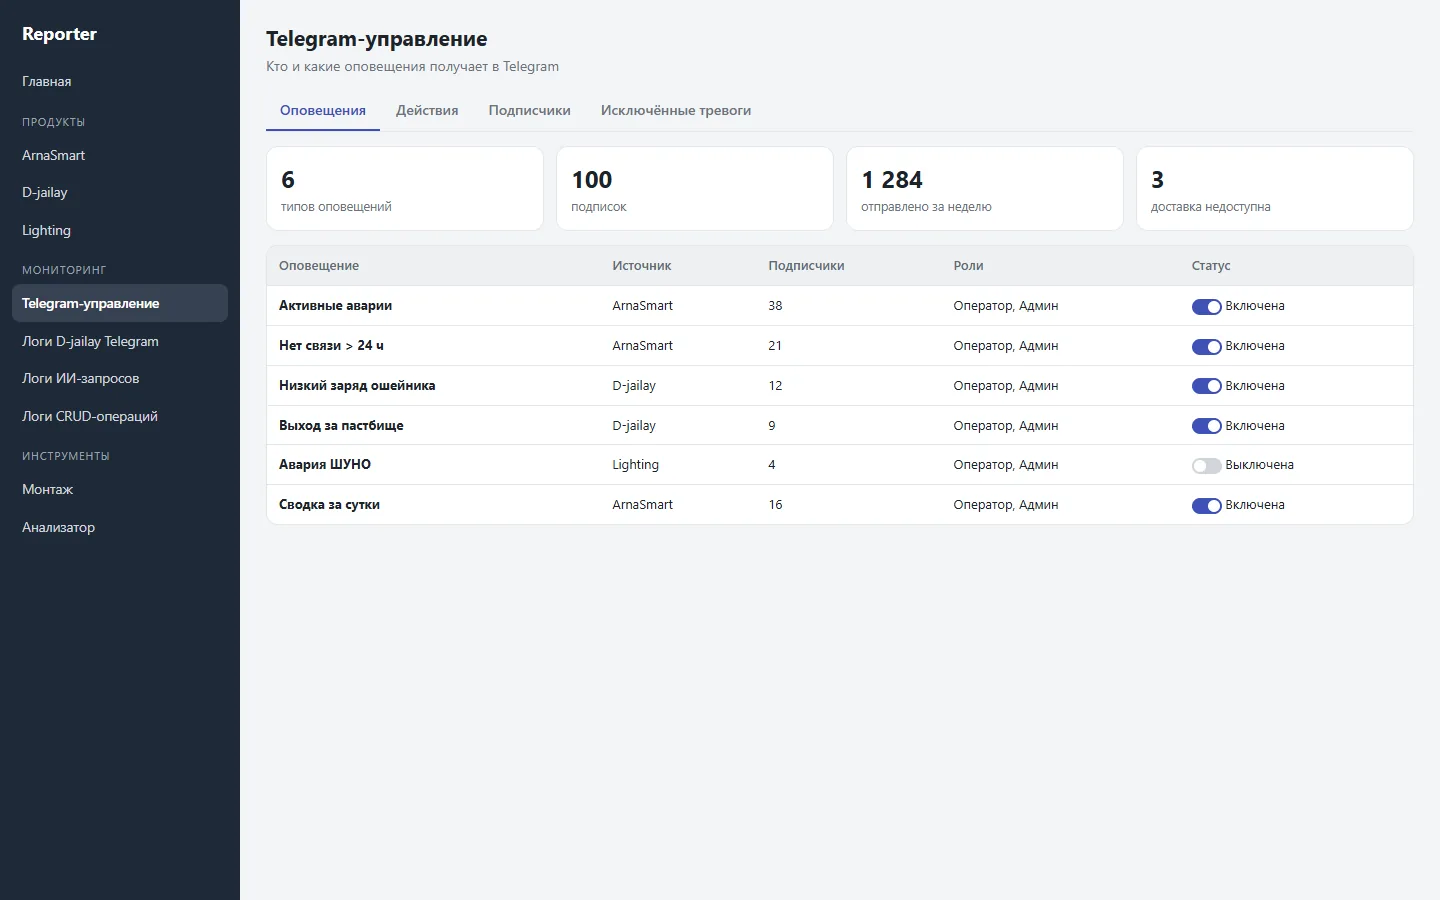 Reporter
Главная
ПРОДУКТЫ
ArnaSmart
D-jailay
Lighting
МОНИТОРИНГ
Telegram-управление
Логи D-jailay Telegram
Логи ИИ-запросов
Логи CRUD-операций
ИНСТРУМЕНТЫ
Монтаж
Анализатор
Telegram-управление
Кто и какие оповещения получает в Telegram
Оповещения Действия Подписчики Исключённые тревоги
6
типов оповещений
100
подписок
1 284
отправлено за неделю
3
доставка недоступна
Оповещение Источник Подписчики Роли Статус
Активные аварии ArnaSmart 38 Оператор, Админ Включена
Нет связи > 24 ч ArnaSmart 21 Оператор, Админ Включена
Низкий заряд ошейника D-jailay 12 Оператор, Админ Включена
Выход за пастбище D-jailay 9 Оператор, Админ Включена
Авария ШУНО Lighting 4 Оператор, Админ Выключена
Сводка за сутки ArnaSmart 16 Оператор, Админ Включена